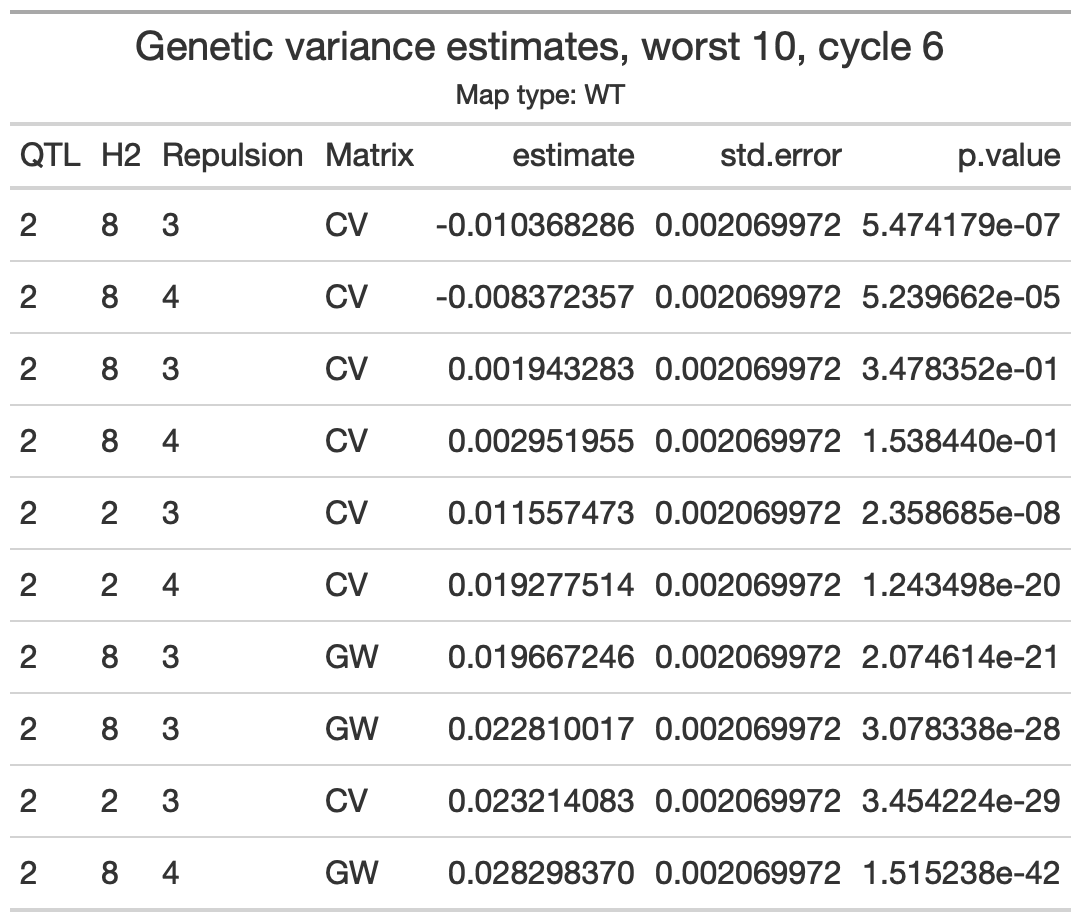 Genetic variance estimates, worst 10, cycle 6
Map type: WT
QTL H2 Repulsion Matrix estimate std.error p.value
2 8 3 CV -0.010368286 0.002069972 5.474179e-07
2 8 4 CV -0.008372357 0.002069972 5.239662e-05
2 8 3 CV 0.001943283 0.002069972 3.478352e-01
2 8 4 CV 0.002951955 0.002069972 1.538440e-01
2 2 3 CV 0.011557473 0.002069972 2.358685e-08
2 2 4 CV 0.019277514 0.002069972 1.243498e-20
2 8 3 GW 0.019667246 0.002069972 2.074614e-21
2 8 3 GW 0.022810017 0.002069972 3.078338e-28
2 2 3 CV 0.023214083 0.002069972 3.454224e-29
2 8 4 GW 0.028298370 0.002069972 1.515238e-42